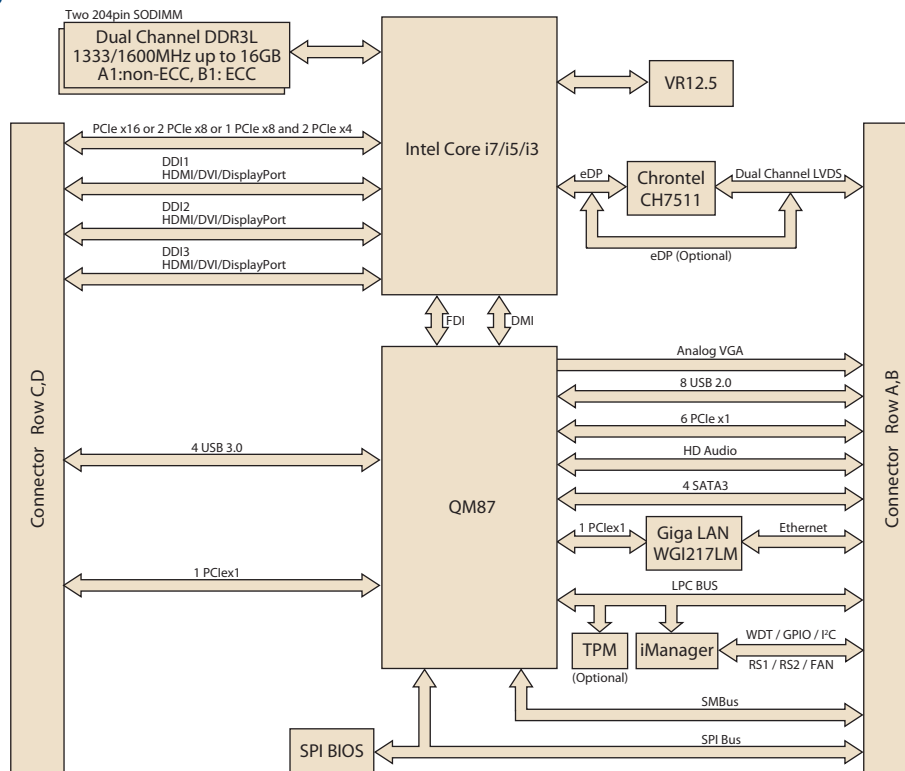 Two 204pin SODIMM
Dual Channel DDR3L
1333/1600MHz up to 16GB
A1:non-ECC, B1: ECC
Intel Core i7/i5/i3
VR12.5
PCIe x16 or 2 PCIe x8 or 1 PCIe x8 and 2 PCIe x4
DDI1
HDMI/DVI/DisplayPort
DDI2
HDMI/DVI/DisplayPort
DDI3
HDMI/DVI/DisplayPort
eDP
Chrontel
CH7511
Dual Channel LVDS
eDP (Optional)
FDI
DMI
Connector Row C,D
Connector Row A,B
QM87
Analog VGA
8 USB 2.0
6 PCIe x1
HD Audio
4 SATA3
4 USB 3.0
1 PCIex1
Giga LAN
WGI217LM
Ethernet
1 PCIex1
LPC BUS
TPM
(Optional)
iManager
WDT / GPIO / I²C
RS1 / RS2 / FAN
SMBus
SPI Bus
SPI BIOS